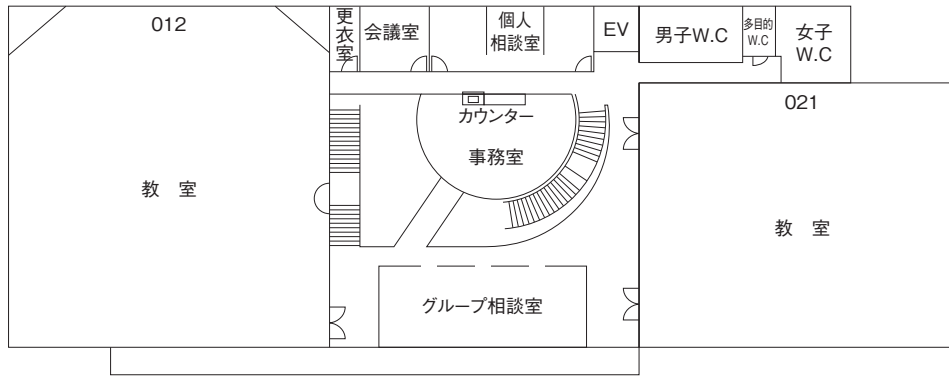 012
更衣室
会議室
個人
相談室
EV
男子W.C
多目的
W.C
女子
W.C
021
カウンター
事務室
教 室
教 室
グループ相談室